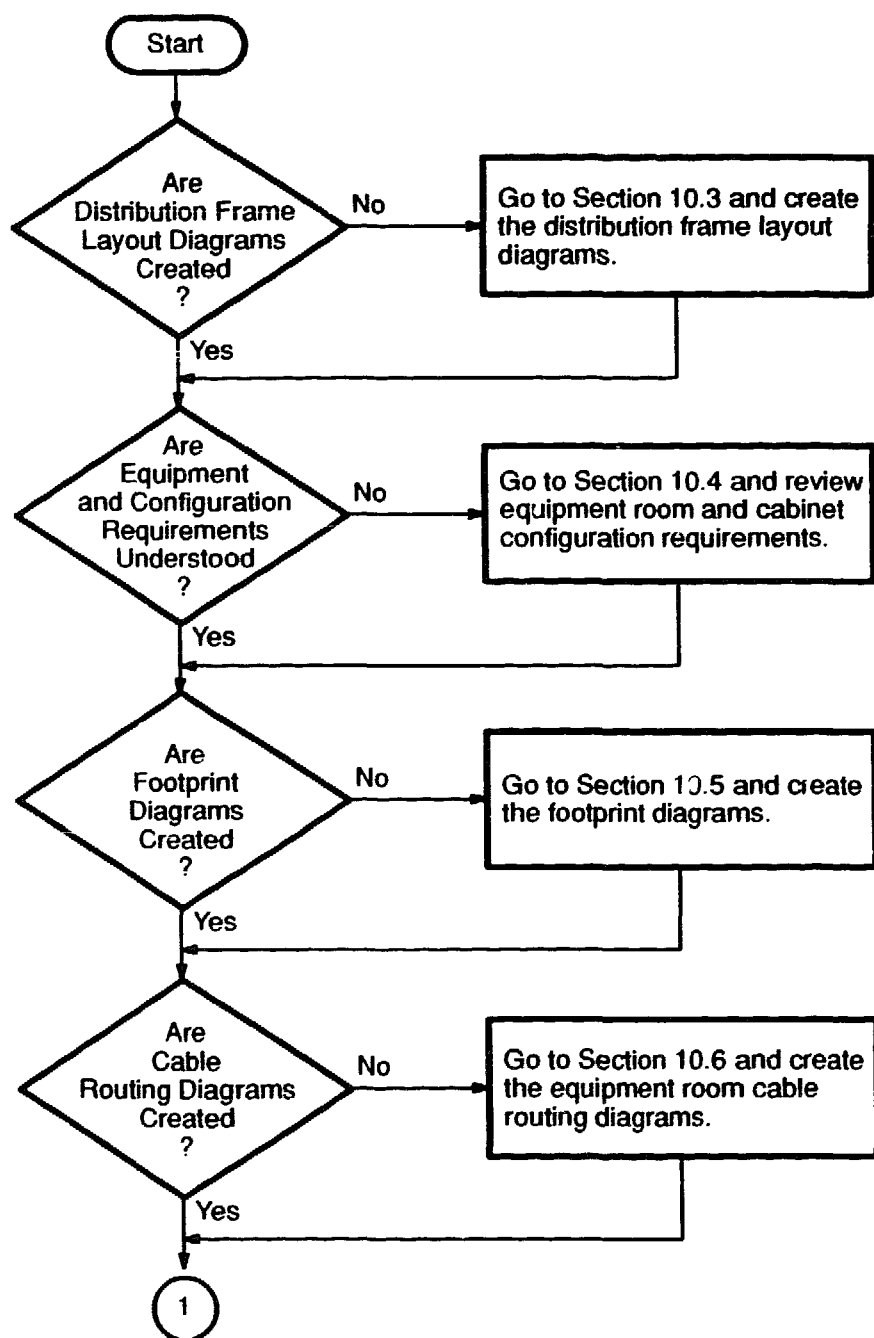 Start
Are
Distribution Frame
Layout Diagrams
Created
?
No
Go to Section 10.3 and create
the distribution frame layout
diagrams.
Yes
Are
Equipment
and Configuration
Requirements
Understood
?
No
Go to Section 10.4 and review
equipment room and cabinet
configuration requirements.
Yes
Are
Footprint
Diagrams
Created
?
No
Go to Section 10.5 and create
the footprint diagrams.
Yes
Are
Cable
Routing Diagrams
Created
?
No
Go to Section 10.6 and create
the equipment room cable
routing diagrams.
Yes
1